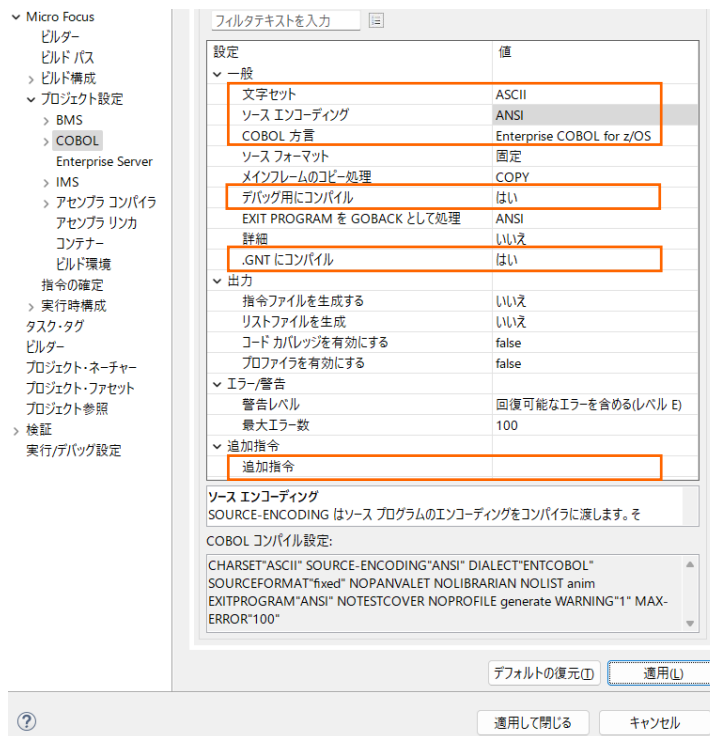 Micro Focus
ビルダー
ビルド パス
ビルド構成
プロジェクト設定
BMS
COBOL
Enterprise Server
IMS
アセンブラ コンパイラ
アセンブラ リンカ
コンテナー
ビルド環境
指令の確定
実行時構成
タスク・タグ
ビルダー
プロジェクト・ネーチャー
プロジェクト・ファセット
プロジェクト参照
検証
実行/デバッグ設定
フィルタテキストを入力
設定 値
一般
文字セット ASCII
ソース エンコーディング ANSI
COBOL 方言 Enterprise COBOL for z/OS
ソース フォーマット 固定
メインフレームのコピー処理 COPY
デバッグ用にコンパイル はい
EXIT PROGRAM を GOBACK として処理 ANSI
詳細 いいえ
.GNT にコンパイル はい
出力
指令ファイルを生成する いいえ
リストファイルを生成 いいえ
コード カバレッジを有効にする false
プロファイラを有効にする false
エラー/警告
警告レベル 回復可能なエラーを含める(レベル E)
最大エラー数 100
追加指令
追加指令
ソース エンコーディング
SOURCE-ENCODING はソース プログラムのエンコーディングをコンパイラに渡します。そ
COBOL コンパイル設定:
CHARSET"ASCII" SOURCE-ENCODING"ANSI" DIALECT"ENTCOBOL"
SOURCEFORMAT"fixed" NOPANVALET NOLIBRARIAN NOLIST anim
EXITPROGRAM"ANSI" NOTESTCOVER NOPROFILE generate WARNING"1" MAX-
ERROR"100"
デフォルトの復元(T) 適用(L)
? 適用して閉じる キャンセル